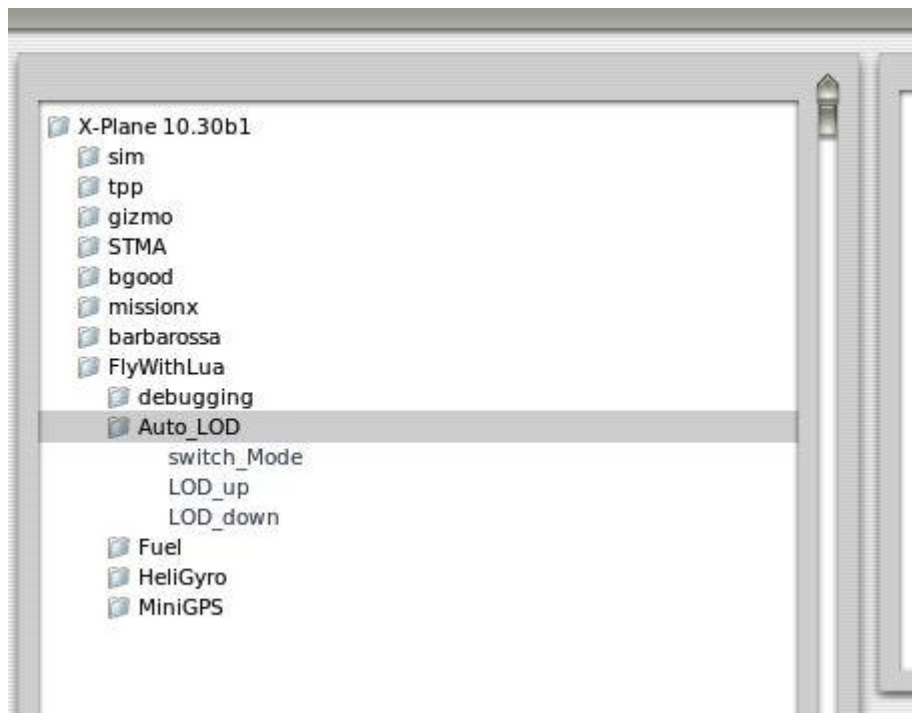 X-Plane 10.30b1
sim
tpp
gizmo
STMA
bgood
missionx
barbarossa
FlyWithLua
debugging
Auto_LOD
switch_Mode
LOD_up
LOD_down
Fuel
HeliGyro
MiniGPS